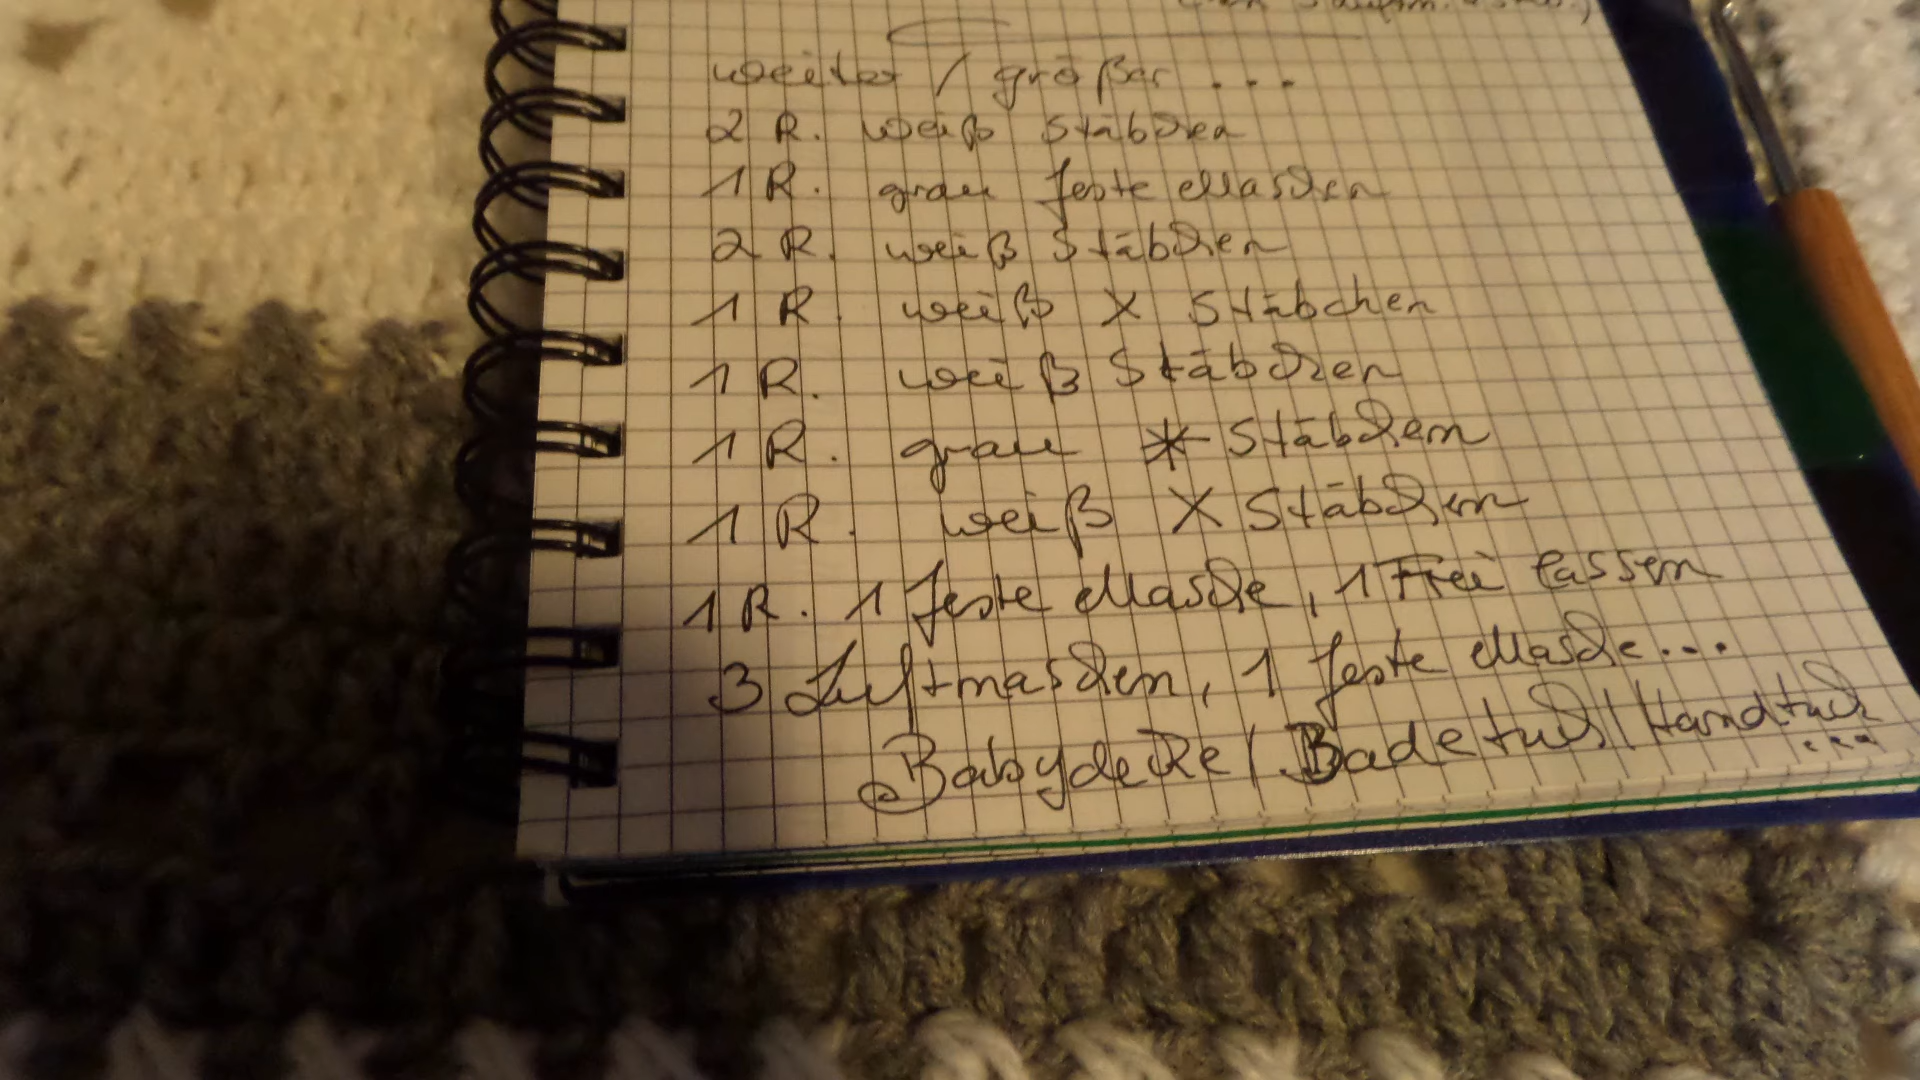 weiter / größer ...
2 R. weiß Stäbchen
1 R. grau feste Maschen
2 R. weiß Stäbchen
1 R. weiß X Stäbchen
1 R. weiß Stäbchen
1 R. grau * Stäbchen
1 R. weiß X Stäbchen
1 R. 1 feste Masche, 1 Frei lassen
3 Luftmaschen, 1 feste Masche...
Babydecke / Badetuch / Handtuch
...